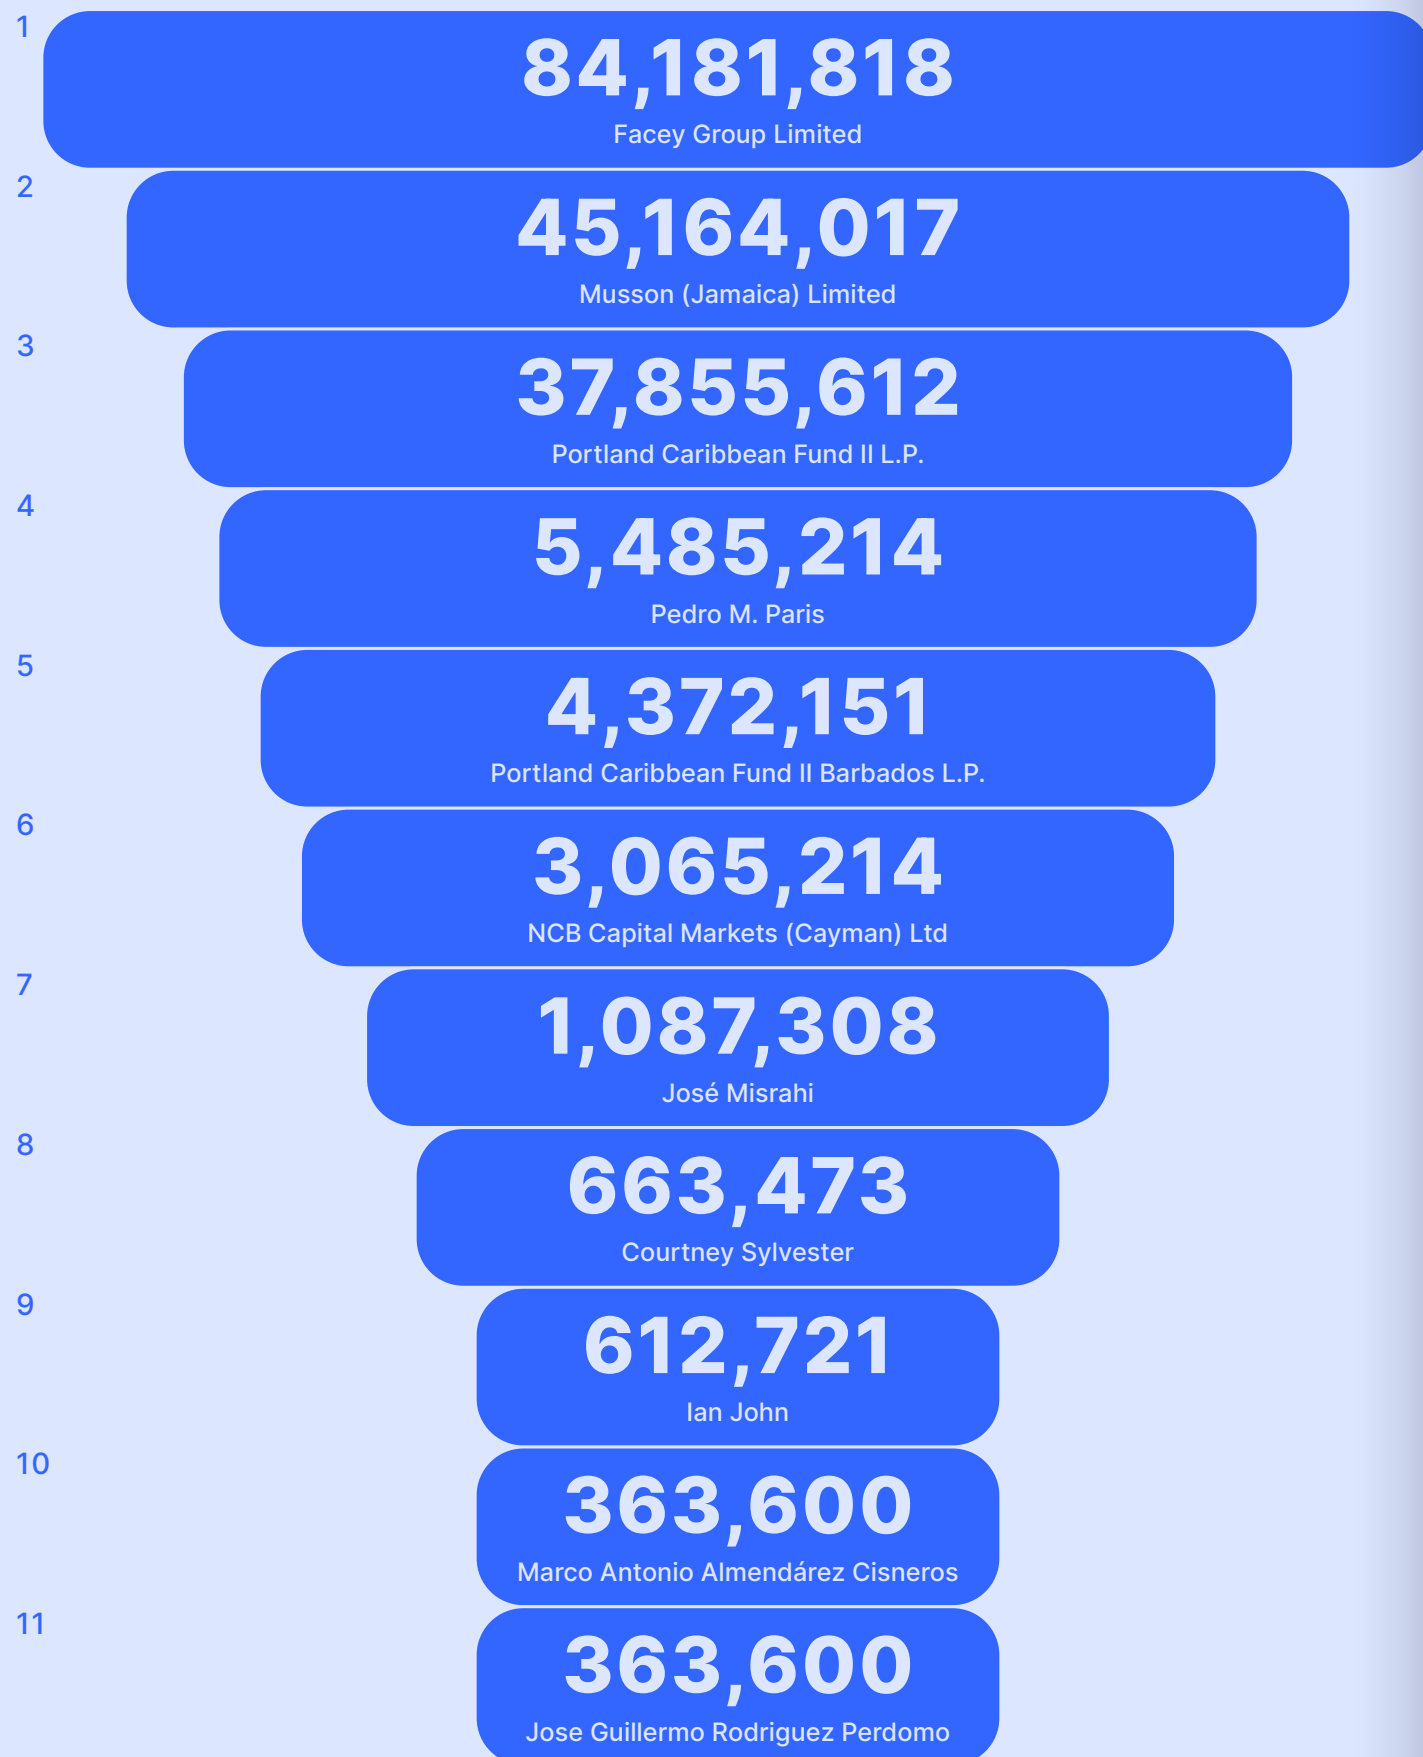 1
84,181,818
Facey Group Limited
2
45,164,017
Musson (Jamaica) Limited
3
37,855,612
Portland Caribbean Fund II L.P.
4
5,485,214
Pedro M. Paris
5
4,372,151
Portland Caribbean Fund II Barbados L.P.
6
3,065,214
NCB Capital Markets (Cayman) Ltd
7
1,087,308
José Misrahi
8
663,473
Courtney Sylvester
9
612,721
Ian John
10
363,600
Marco Antonio Almendárez Cisneros
11
363,600
Jose Guillermo Rodriguez Perdomo